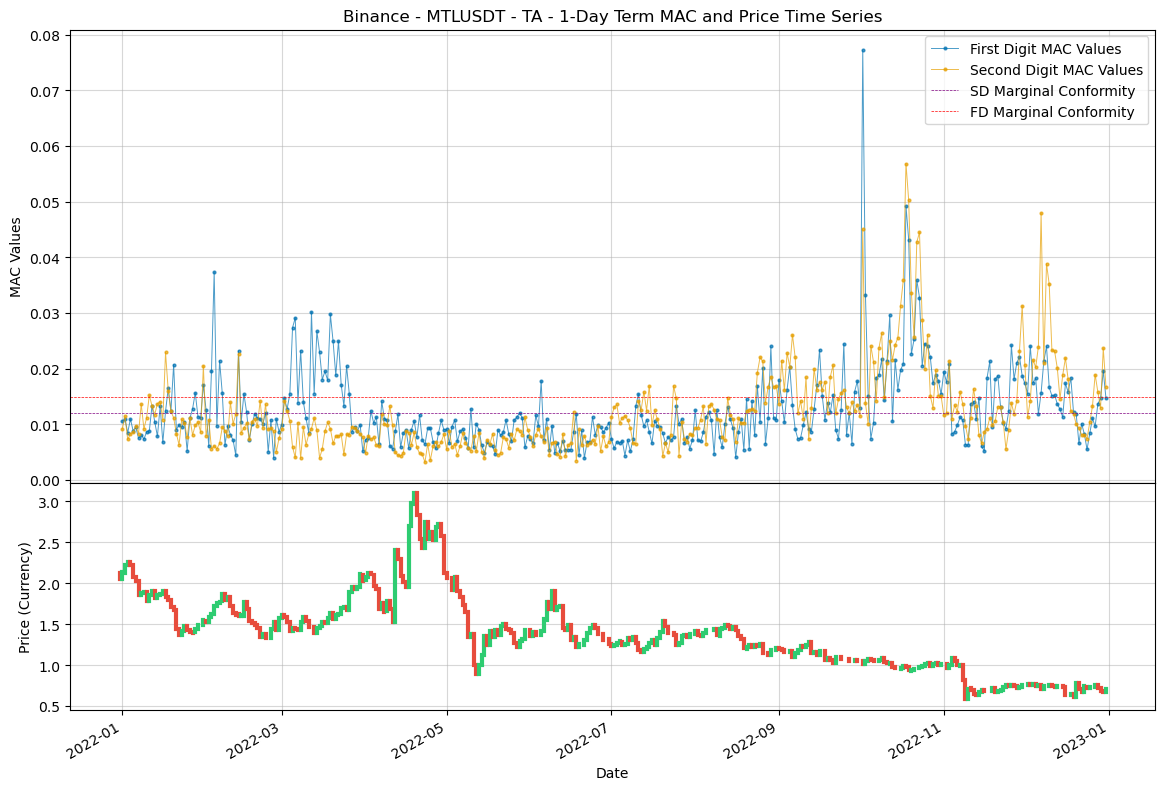 Binance - MTLUSDT - TA - 1-Day Term MAC and Price Time Series
First Digit MAC Values
Second Digit MAC Values
SD Marginal Conformity
FD Marginal Conformity
MAC Values
0.08
0.07
0.06
0.05
0.04
0.03
0.02
0.01
0.00
Price (Currency)
3.0
2.5
2.0
1.5
1.0
0.5
2022-01
2022-03
2022-05
2022-07
2022-09
2022-11
2023-01
Date